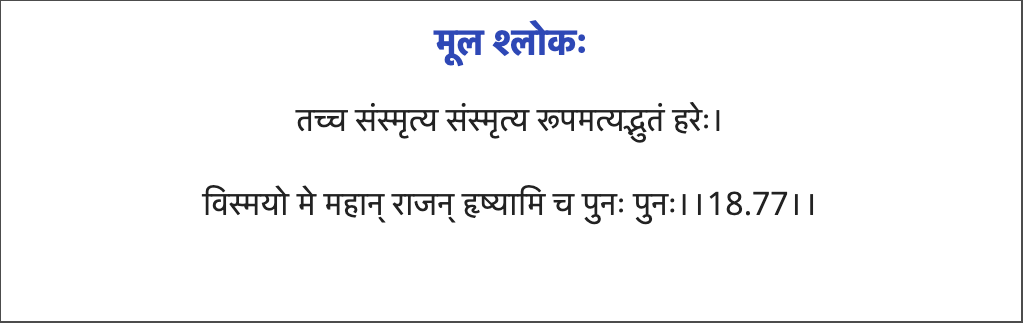 मूल श्लोकः
तच्च संस्मृत्य संस्मृत्य रूपमत्यद्भुतं हरेः।
विस्मयो मे महान् राजन् हृष्यामि च पुनः पुनः।।18.77।।